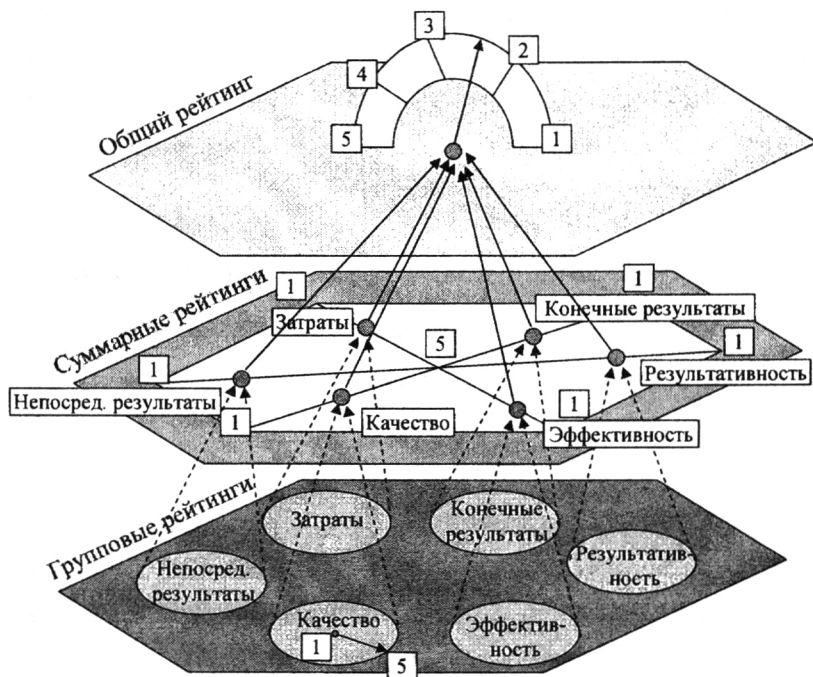 3
2
4
5
1
Общий рейтинг
1
1
Конечные результаты
Затраты
Суммарные рейтинги
5
1
1
Результативность
Непосред. результаты
1
Качество
1
Эффективность
Групповые рейтинги
Затраты
Конечные
результаты
Непосред.
результаты
Результатив-
ность
Качество
1
5
Эффектив-
ность